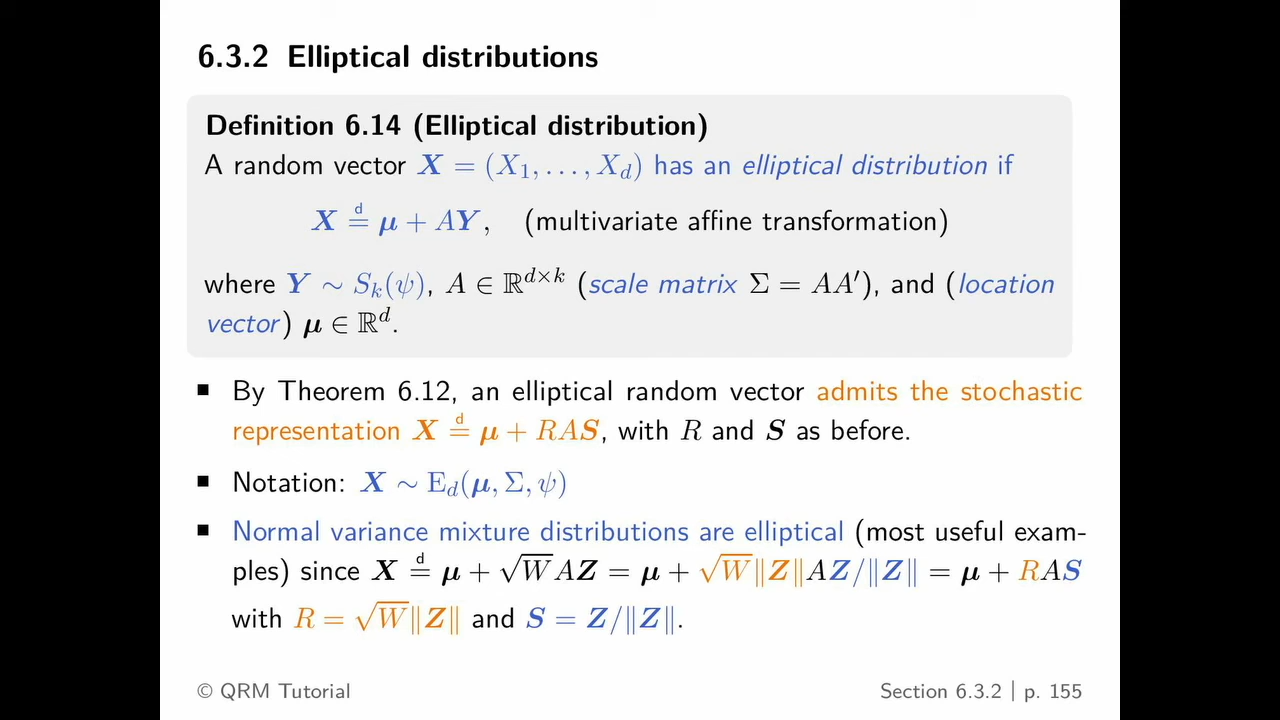 6.3.2 Elliptical distributions
Definition 6.14 (Elliptical distribution)
A random vector X = (X₁, . . . , X_d) has an elliptical distribution if
X =ᵈ μ + AY, (multivariate affine transformation)
where Y ∼ S_k(ψ), A ∈ ℝ^{d×k} (scale matrix Σ = AA′), and (location
vector) μ ∈ ℝ^d.
■ By Theorem 6.12, an elliptical random vector admits the stochastic
representation X =ᵈ μ + RAS, with R and S as before.
■ Notation: X ∼ E_d(μ, Σ, ψ)
■ Normal variance mixture distributions are elliptical (most useful exam-
ples) since X =ᵈ μ + √W AZ = μ + √W‖Z‖AZ/‖Z‖ = μ + RAS
with R = √W‖Z‖ and S = Z/‖Z‖.
© QRM Tutorial
Section 6.3.2 | p. 155